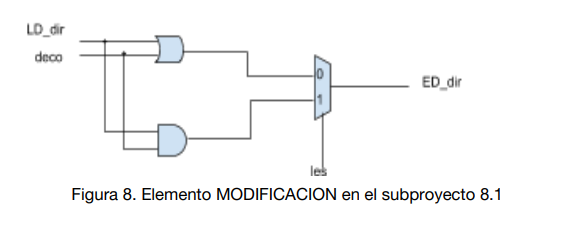 LD_dir
deco
0
1
ED_dir
les
Figura 8. Elemento MODIFICACION en el subproyecto 8.1